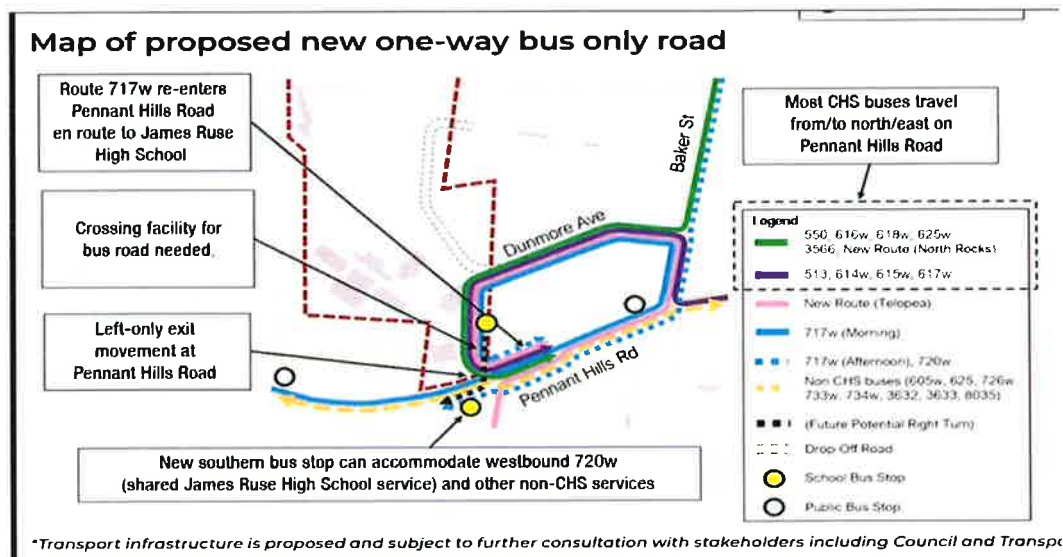 Map of proposed new one-way bus only road
Route 717w re-enters
Pennant Hills Road
en route to James Ruse
High School
Crossing facility for
bus road needed.
Left-only exit
movement at
Pennant Hills Road
New southern bus stop can accommodate westbound 720w
(shared James Ruse High School service) and other non-CHS services
Dunmore Ave
Baker St
Pennant Hills Rd
Most CHS buses travel
from/to north/east on
Pennant Hills Road
Legend
550, 616w, 618w, 625w
3566, New Route (North Rocks)
513, 614w, 615w, 617w
New Route (Telopea)
717w (Morning)
717w (Afternoon), 720w
Non CHS buses (605w, 625, 726w
733w, 734w, 3632, 3633, 8035)
(Future Potential Right Turn)
Drop Off Road
School Bus Stop
Public Bus Stop
*Transport infrastructure is proposed and subject to further consultation with stakeholders including Council and Transpo